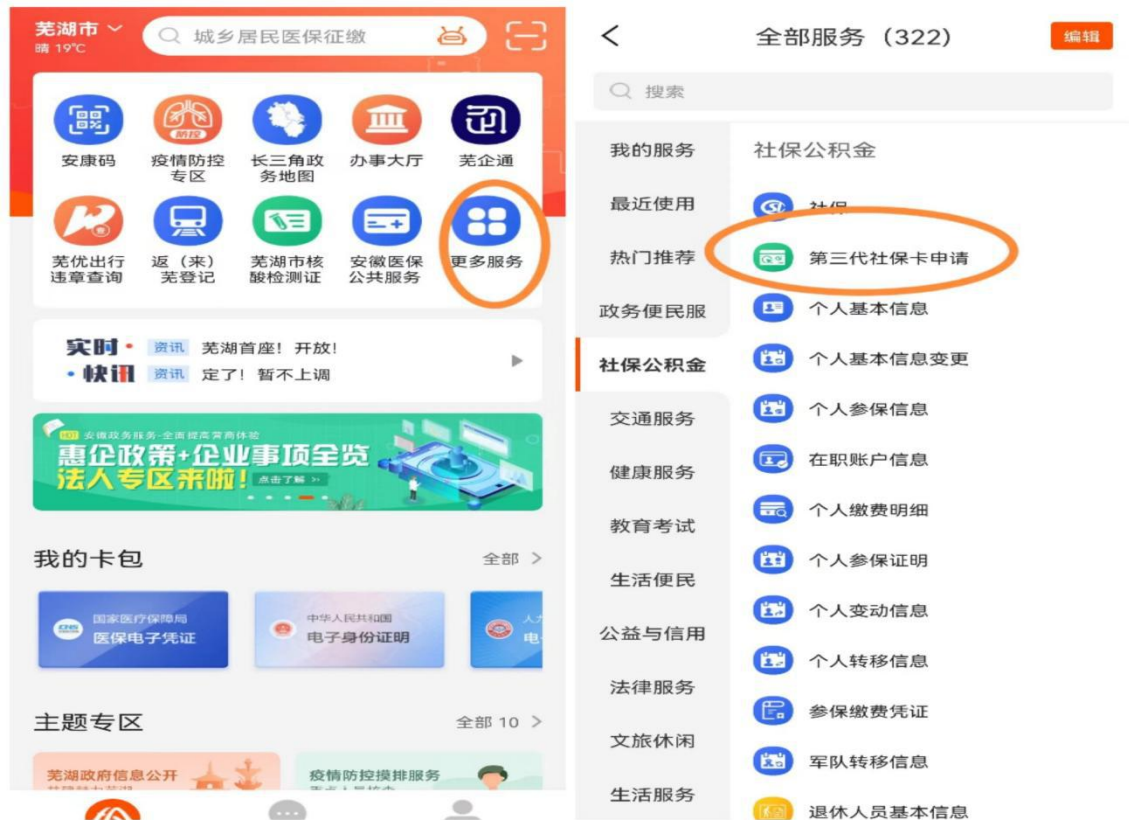 芜湖市
晴 19℃
城乡居民医保征缴
安康码
疫情防控
专区
防控
长三角政
务地图
办事大厅
芜企通
芜优出行
违章查询
返（来）
芜登记
芜湖市核
酸检测证
安徽医保
公共服务
更多服务
实时
快讯
资讯 芜湖首座！开放！
资讯 定了！暂不上调
HOT 安徽政务服务-全面提高营商体验
惠企政策+企业事项全览
法人专区来啦！
点击了解
我的卡包
全部 >
国家医疗保障局
医保电子凭证
中华人民共和国
电子身份证明
人力
电
主题专区
全部 10 >
芜湖政府信息公开
疫情防控摸排服务
全部服务（322）
编辑
搜索
我的服务
最近使用
热门推荐
政务便民服
社保公积金
交通服务
健康服务
教育考试
生活便民
公益与信用
法律服务
文旅休闲
生活服务
社保公积金
社保
第三代社保卡申请
个人基本信息
个人基本信息变更
个人参保信息
在职账户信息
个人缴费明细
个人参保证明
个人变动信息
个人转移信息
参保缴费凭证
军队转移信息
退休人员基本信息